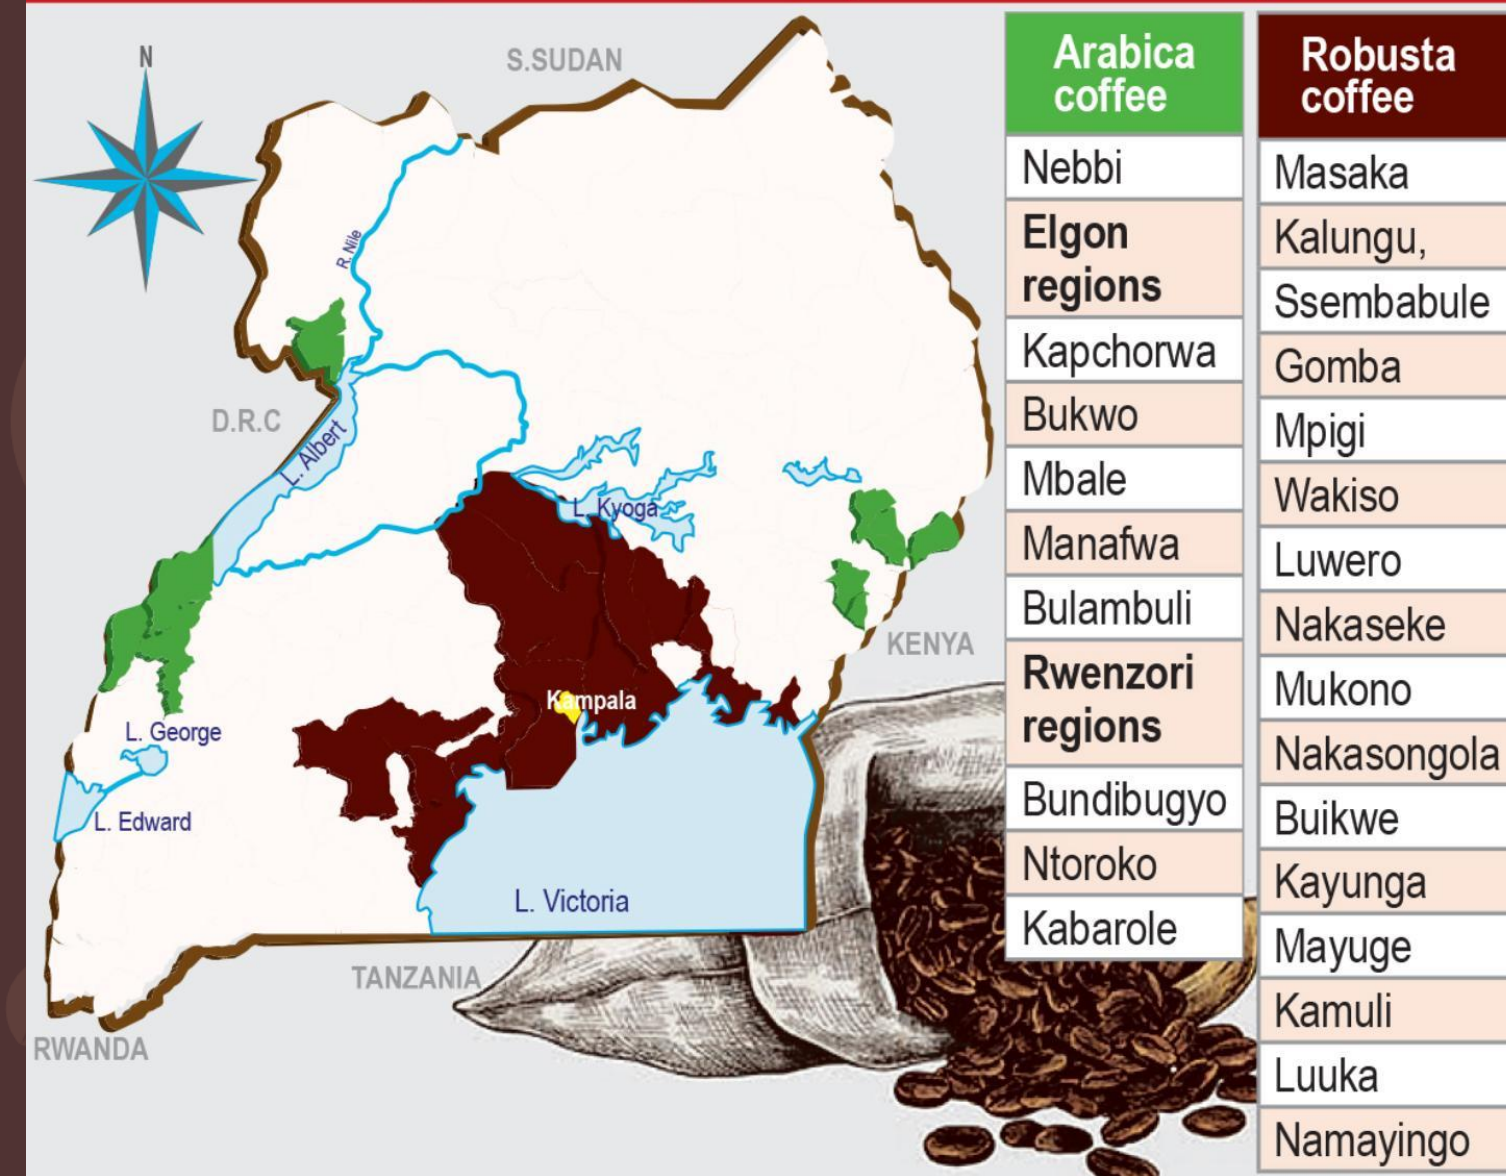 N
S.SUDAN
R. Nile
D.R.C
L. Albert
L. Kyoga
KENYA
Kampala
L. George
L. Edward
L. Victoria
TANZANIA
RWANDA
Arabica
coffee
Nebbi
Elgon
regions
Kapchorwa
Bukwo
Mbale
Manafwa
Bulambuli
Rwenzori
regions
Bundibugyo
Ntoroko
Kabarole
Robusta
coffee
Masaka
Kalungu,
Ssembabule
Gomba
Mpigi
Wakiso
Luwero
Nakaseke
Mukono
Nakasongola
Buikwe
Kayunga
Mayuge
Kamuli
Luuka
Namayingo